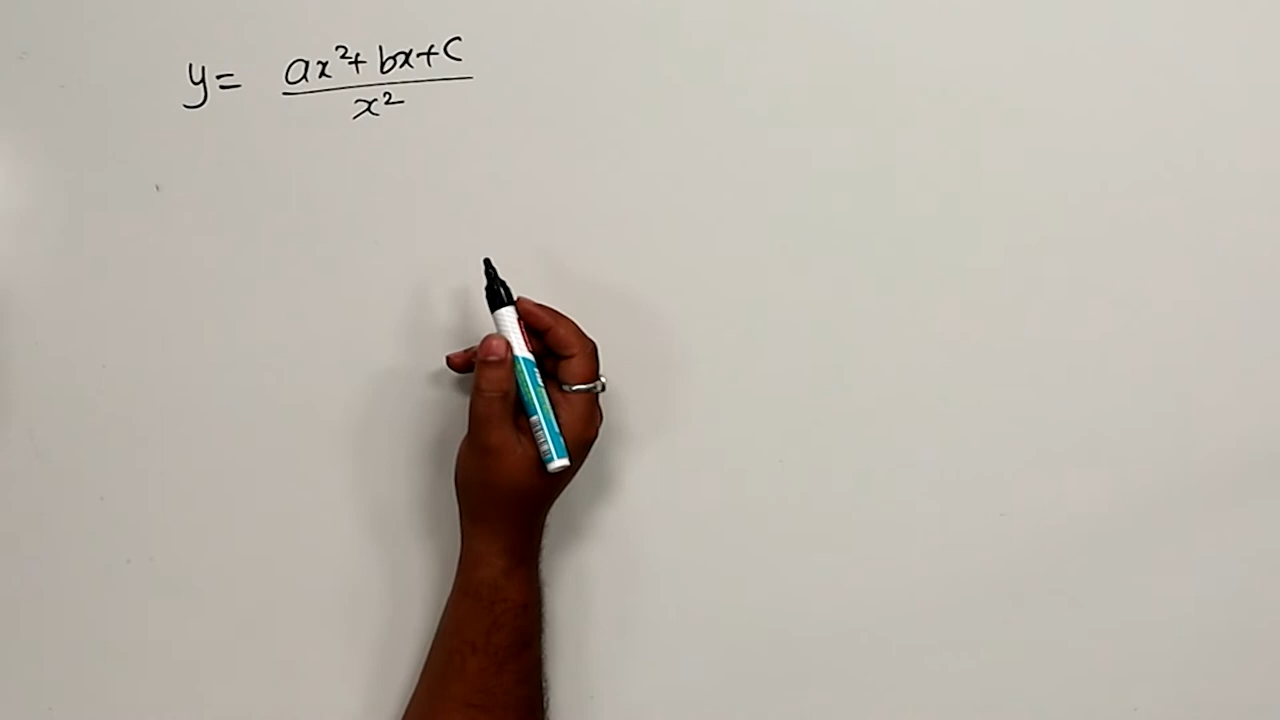 y = ax²+ bx+c / x²